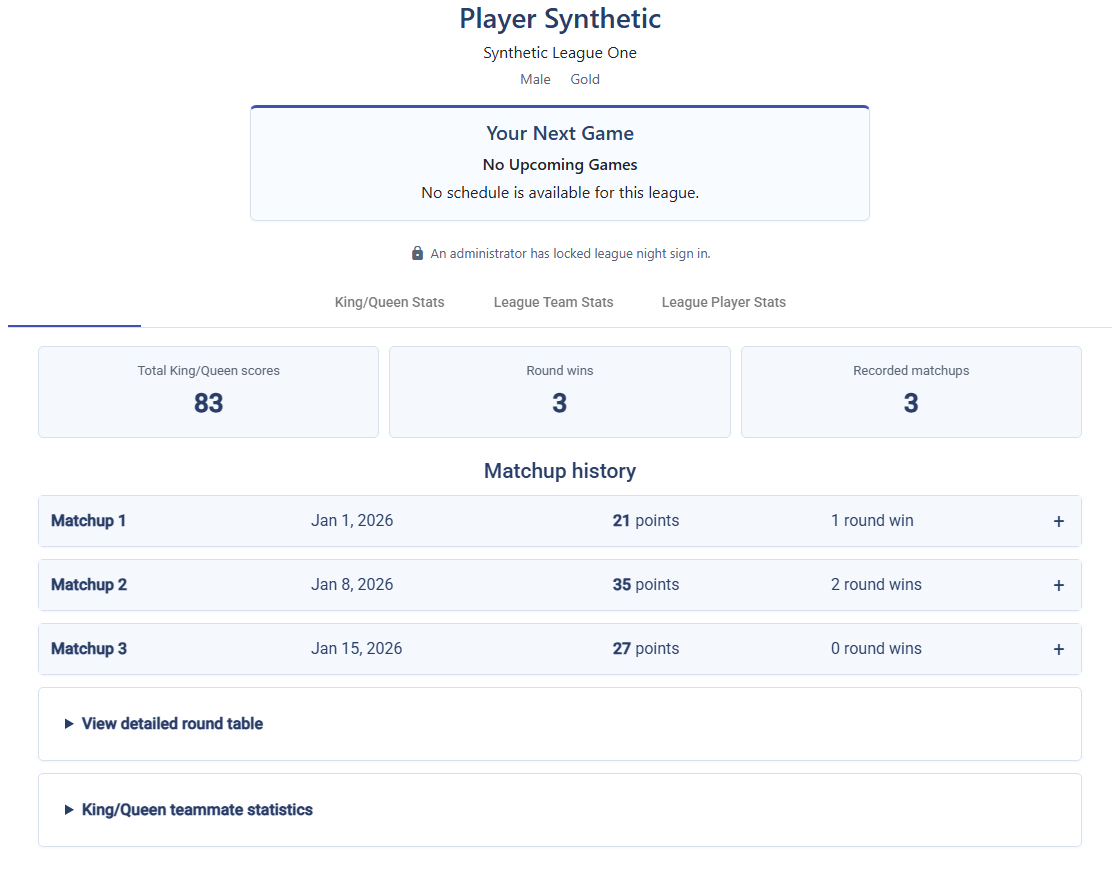 Player Synthetic
Synthetic League One
Male Gold
Your Next Game
No Upcoming Games
No schedule is available for this league.
An administrator has locked league night sign in.
King/Queen Stats League Team Stats League Player Stats
Total King/Queen scores Round wins Recorded matchups
83 3 3
Matchup history
Matchup 1 Jan 1, 2026 21 points 1 round win +
Matchup 2 Jan 8, 2026 35 points 2 round wins +
Matchup 3 Jan 15, 2026 27 points 0 round wins +
View detailed round table
King/Queen teammate statistics